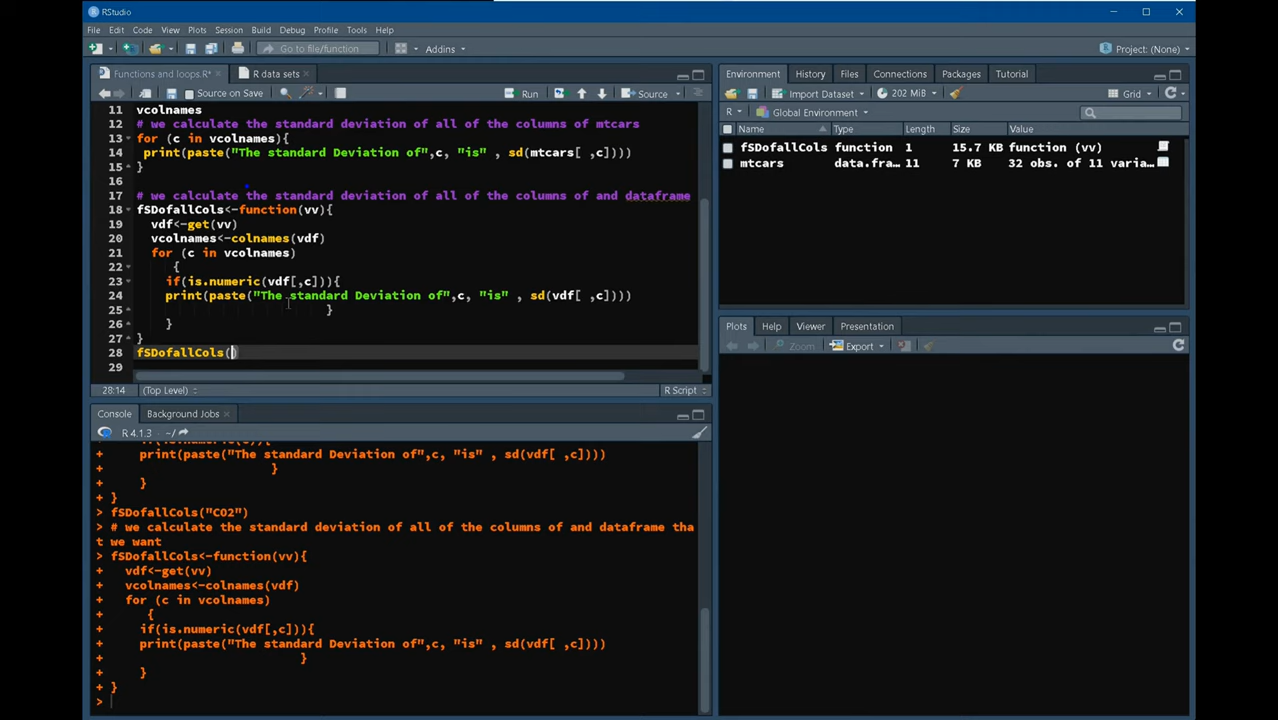 RStudio
File Edit Code View Plots Session Build Debug Profile Tools Help
Go to file/function Addins Project: (None)
Functions and loops.R* × R data sets ×
Source on Save Run Source
11 vcolnames
12 # we calculate the standard deviation of all of the columns of mtcars
13 for (c in vcolnames){
14 print(paste("The standard Deviation of",c, "is" , sd(mtcars[ ,c])))
15 }
16
17 # we calculate the standard deviation of all of the columns of and dataframe
18 fSDofallCols<-function(vv){
19 vdf<-get(vv)
20 vcolnames<-colnames(vdf)
21 for (c in vcolnames)
22 {
23 if(is.numeric(vdf[,c])){
24 print(paste("The standard Deviation of",c, "is" , sd(vdf[ ,c])))
25 }
26 }
27 }
28 fSDofallCols()
29
28:14 (Top Level) R Script
Console Background Jobs ×
R 4.1.3 · ~/
+ print(paste("The standard Deviation of",c, "is" , sd(vdf[ ,c])))
+ }
+ }
+ }
> fSDofallCols("CO2")
> # we calculate the standard deviation of all of the columns of and dataframe tha
t we want
> fSDofallCols<-function(vv){
+ vdf<-get(vv)
+ vcolnames<-colnames(vdf)
+ for (c in vcolnames)
+ {
+ if(is.numeric(vdf[,c])){
+ print(paste("The standard Deviation of",c, "is" , sd(vdf[ ,c])))
+ }
+ }
+ }
>
Environment History Files Connections Packages Tutorial
Import Dataset 202 MiB Grid
R Global Environment
Name Type Length Size Value
fSDofallCols function 1 15.7 KB function (vv)
mtcars data.fra… 11 7 KB 32 obs. of 11 varia…
Plots Help Viewer Presentation
Zoom Export